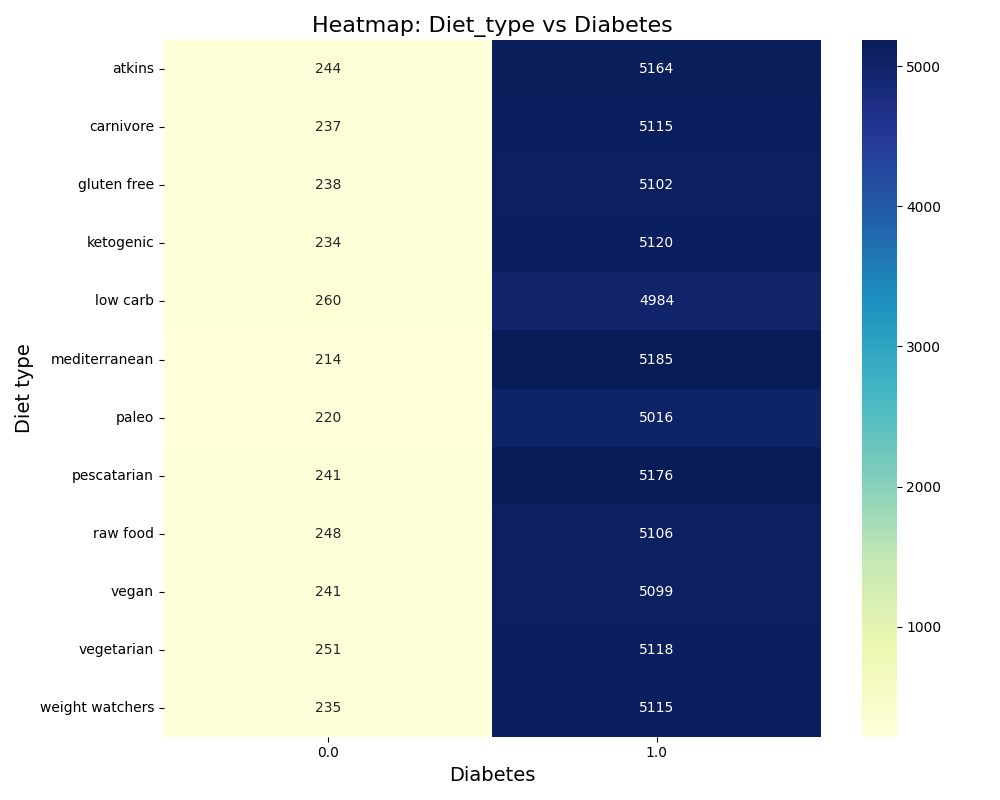 Heatmap: Diet_type vs Diabetes
atkins 244 5164
carnivore 237 5115
gluten free 238 5102
ketogenic 234 5120
low carb 260 4984
mediterranean 214 5185
paleo 220 5016
pescatarian 241 5176
raw food 248 5106
vegan 241 5099
vegetarian 251 5118
weight watchers 235 5115
Diet type
0.0 1.0
Diabetes
5000
4000
3000
2000
1000